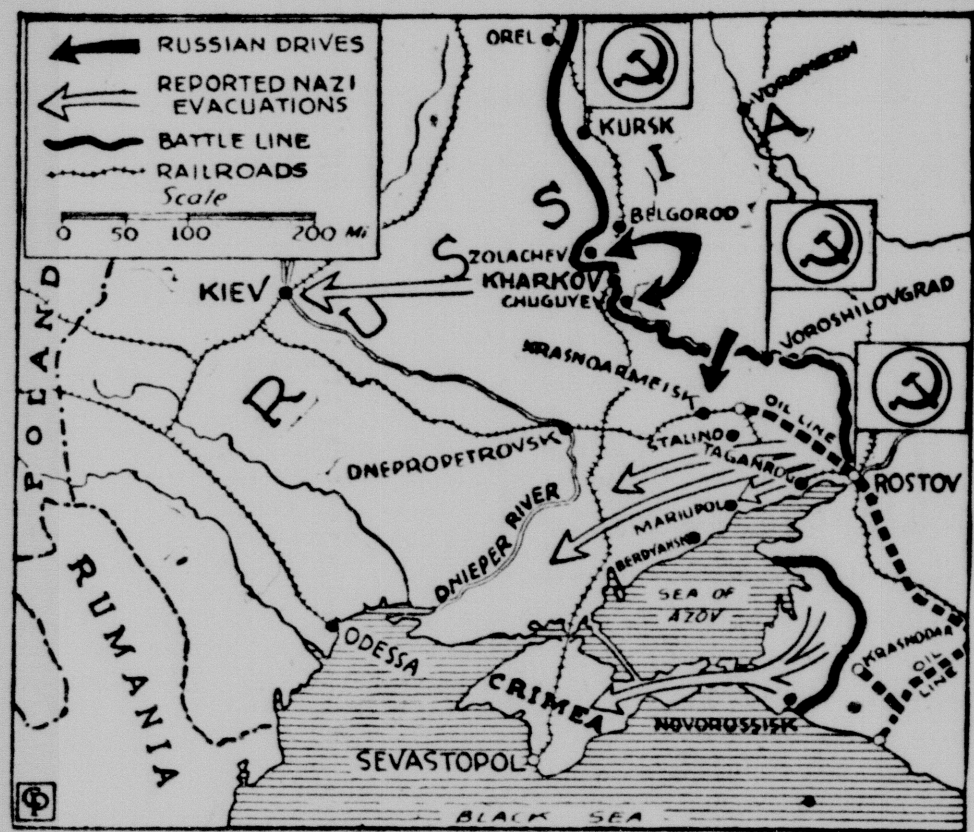 RUSSIAN DRIVES
REPORTED NAZI
EVACUATIONS
BATTLE LINE
RAILROADS
Scale
0 50 100 200 Mi
OREL
VORONEZH
KURSK
BELGOROD
ZOLACHEV
KHARKOV
CHUGUYEV
KIEV
VOROSHILOVGRAD
KRASNOARMEISK
OIL LINE
STALINO
TAGANROG
ROSTOV
DNEPROPETROVSK
MARIUPOL
BERDYANSK
DNIEPER RIVER
SEA OF
AZOV
POLAND
RUSSIA
RUMANIA
ODESSA
CRIMEA
KRASNODAR
OIL
LINE
NOVOROSSISK
SEVASTOPOL
BLACK SEA